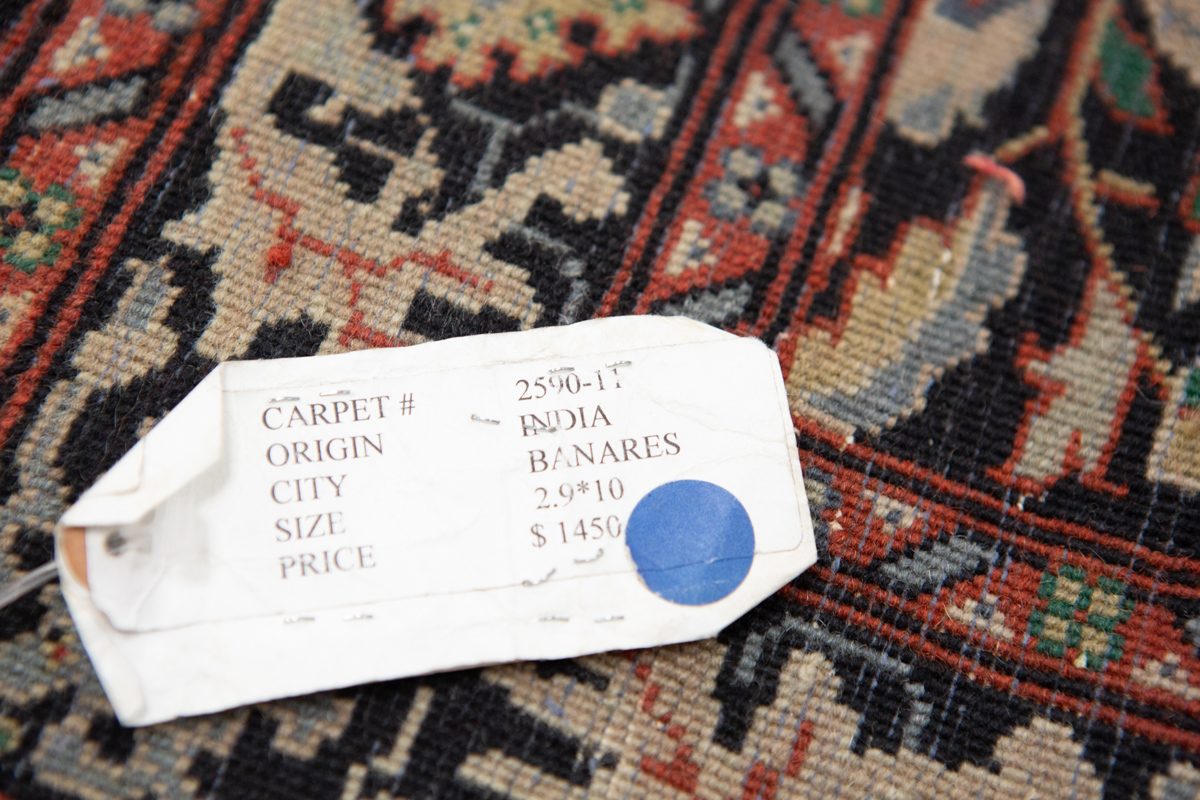 CARPET # 2590-11
ORIGIN INDIA
CITY BANARES
SIZE 2.9*10
PRICE $ 1450